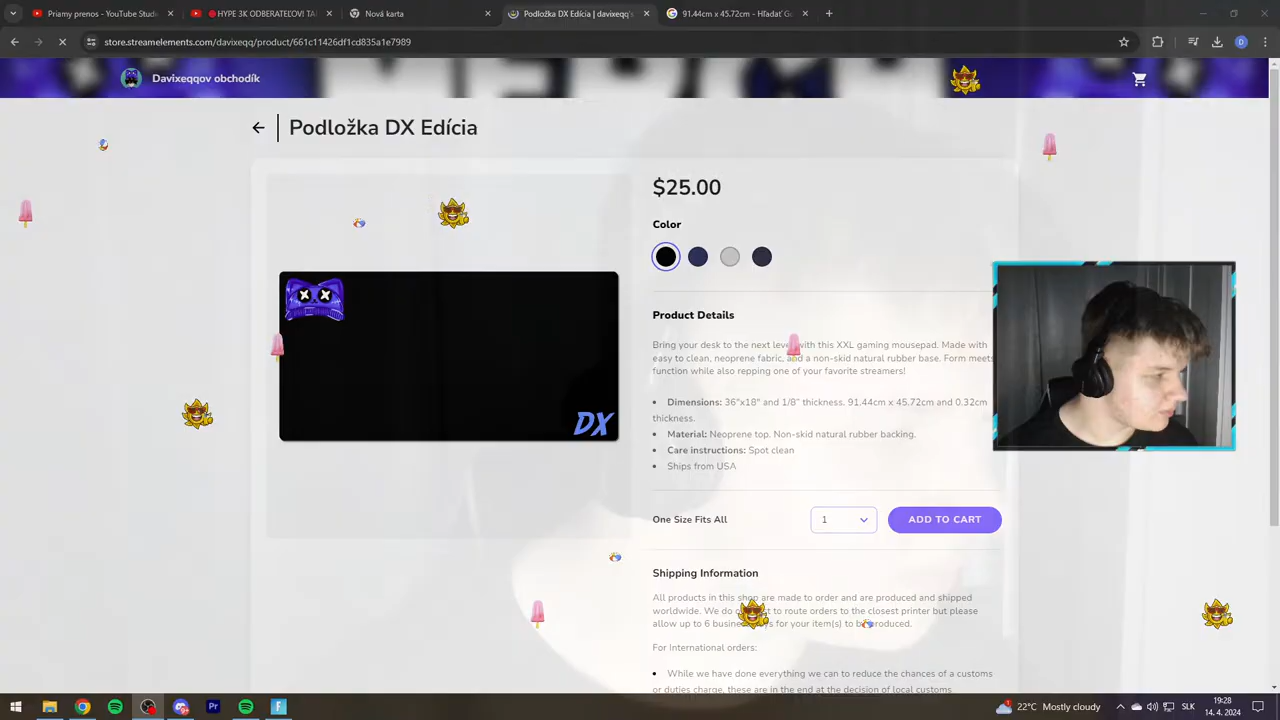 Priamy prenos - YouTube Studio
HYPE 3K ODBERATEĽOVI TA
Nová karta
Podložka DX Edícia | davixeqq's
91.44cm x 45.72cm - Hľadať Go
store.streamelements.com/davixeqq/product/661c11426df1cd835a1e7989
D
Davixeqqov obchodík
Podložka DX Edícia
$25.00
Color
Product Details
Bring your desk to the next level with this XXL gaming mousepad. Made with
easy to clean, neoprene fabric, and a non-skid natural rubber base. Form meets
function while also repping one of your favorite streamers!
Dimensions: 36"x18" and 1/8" thickness. 91.44cm x 45.72cm and 0.32cm
thickness.
Material: Neoprene top. Non-skid natural rubber backing.
Care instructions: Spot clean
Ships from USA
DX
One Size Fits All
1
ADD TO CART
Shipping Information
All products in this shop are made to order and are produced and shipped
worldwide. We do to route orders to the closest printer but please
allow up to 6 business days for your item(s) to be produced.
For International orders:
While we have done everything we can to reduce the chances of a customs
or duties charge, these are in the end at the decision of local customs
Pr
F
22°C Mostly cloudy
SLK
19:28
14. 4. 2024